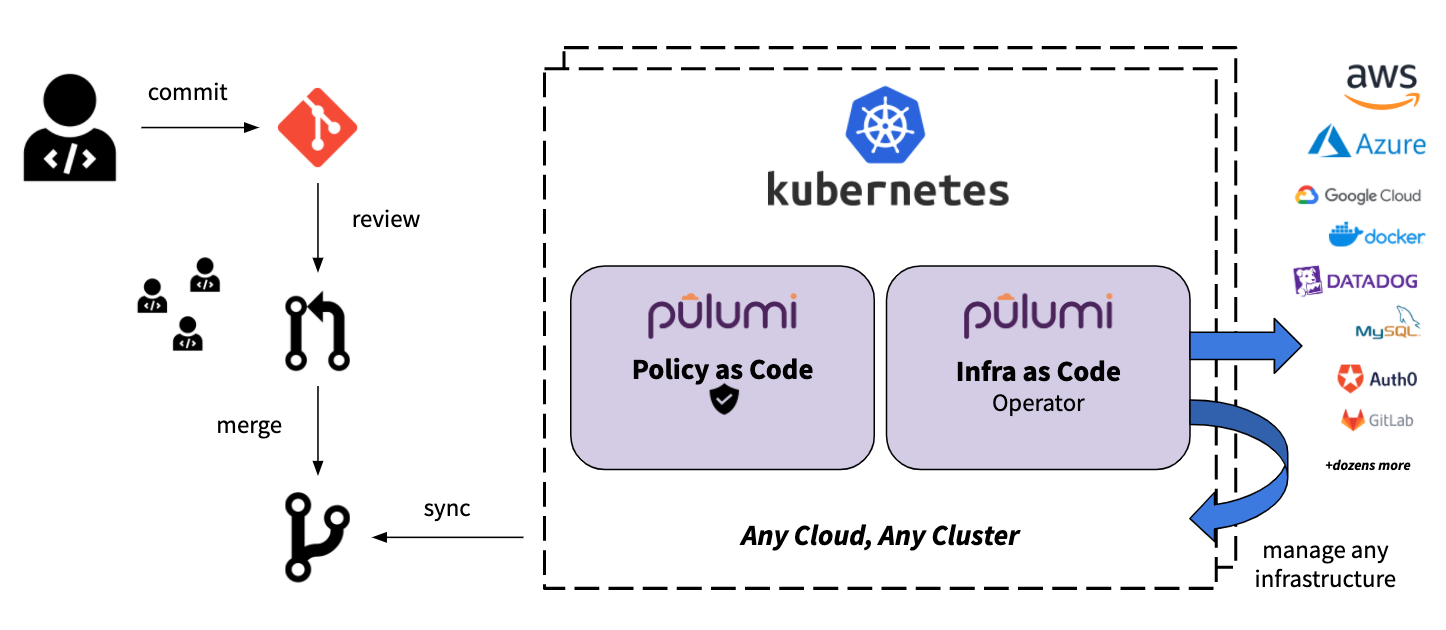 commit
review
merge
sync
kubernetes
pulumi
Policy as Code
pulumi
Infra as Code
Operator
Any Cloud, Any Cluster
aws
Azure
Google Cloud
docker
DATADOG
MySQL
Auth0
GitLab
+dozens more
manage any
infrastructure